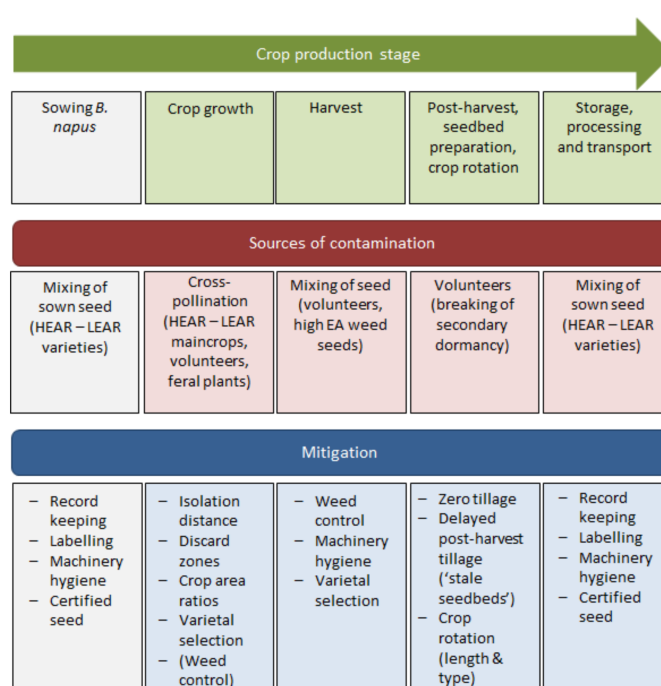 Crop production stage
Sowing B.
napus
Crop growth
Harvest
Post-harvest,
seedbed
preparation,
crop rotation
Storage,
processing
and transport
Sources of contamination
Mixing of
sown seed
(HEAR – LEAR
varieties)
Cross-
pollination
(HEAR – LEAR
maincrops,
volunteers,
feral plants)
Mixing of seed
(volunteers,
high EA weed
seeds)
Volunteers
(breaking of
secondary
dormancy)
Mixing of
sown seed
(HEAR – LEAR
varieties)
Mitigation
– Record
keeping
– Labelling
– Machinery
hygiene
– Certified
seed
– Isolation
distance
– Discard
zones
– Crop area
ratios
– Varietal
selection
– (Weed
control)
– Weed
control
– Machinery
hygiene
– Varietal
selection
– Zero tillage
– Delayed
post-harvest
tillage
(‘stale
seedbeds’)
– Crop
rotation
(length &
type)
– Record
keeping
– Labelling
– Machinery
hygiene
– Certified
seed